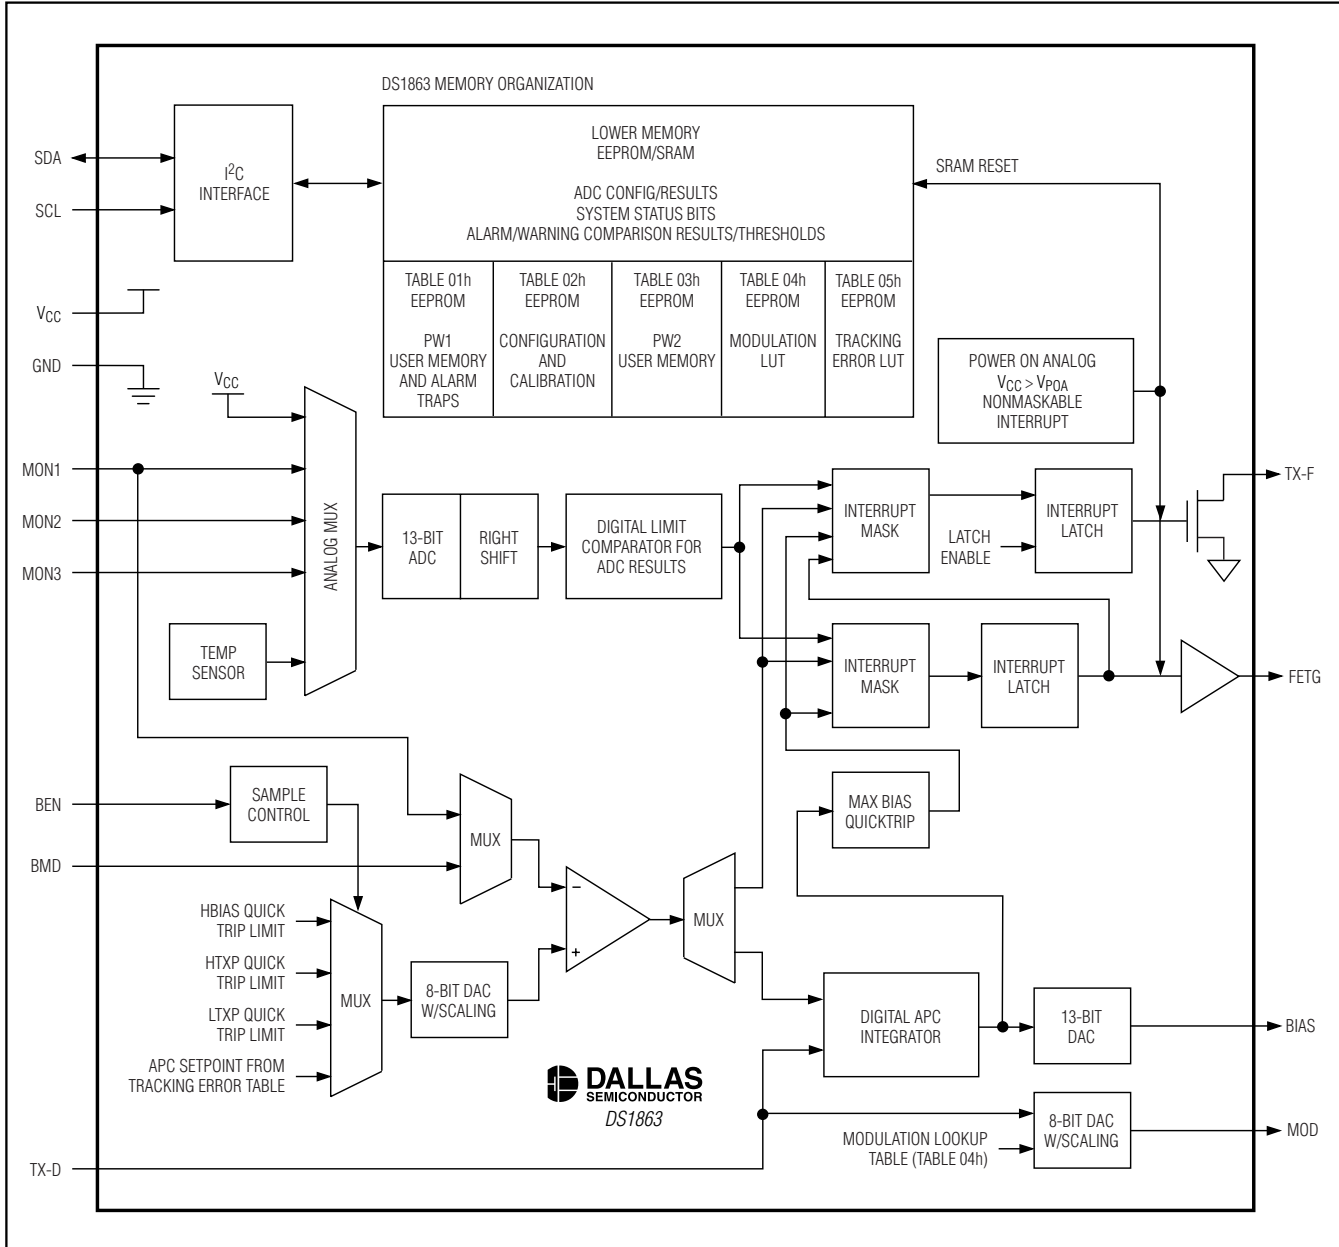 DS1863 MEMORY ORGANIZATION
LOWER MEMORY
EEPROM/SRAM
ADC CONFIG/RESULTS
SYSTEM STATUS BITS
ALARM/WARNING COMPARISON RESULTS/THRESHOLDS
TABLE 01h
EEPROM
PW1
USER MEMORY
AND ALARM
TRAPS
TABLE 02h
EEPROM
CONFIGURATION
AND
CALIBRATION
TABLE 03h
EEPROM
PW2
USER MEMORY
TABLE 04h
EEPROM
MODULATION
LUT
TABLE 05h
EEPROM
TRACKING
ERROR LUT
SDA
SCL
I2C
INTERFACE
SRAM RESET
VCC
GND
VCC
POWER ON ANALOG
VCC > VPOA
NONMASKABLE
INTERRUPT
MON1
MON2
MON3
ANALOG MUX
13-BIT
ADC
RIGHT
SHIFT
DIGITAL LIMIT
COMPARATOR FOR
ADC RESULTS
INTERRUPT
MASK
LATCH
ENABLE
INTERRUPT
LATCH
TX-F
TEMP
SENSOR
INTERRUPT
MASK
INTERRUPT
LATCH
FETG
BEN
SAMPLE
CONTROL
BMD
MUX
MAX BIAS
QUICKTRIP
HBIAS QUICK
TRIP LIMIT
HTXP QUICK
TRIP LIMIT
LTXP QUICK
TRIP LIMIT
APC SETPOINT FROM
TRACKING ERROR TABLE
MUX
8-BIT DAC
W/SCALING
−
+
MUX
DIGITAL APC
INTEGRATOR
13-BIT
DAC
BIAS
DALLAS
SEMICONDUCTOR
DS1863
MODULATION LOOKUP
TABLE (TABLE 04h)
8-BIT DAC
W/SCALING
MOD
TX-D